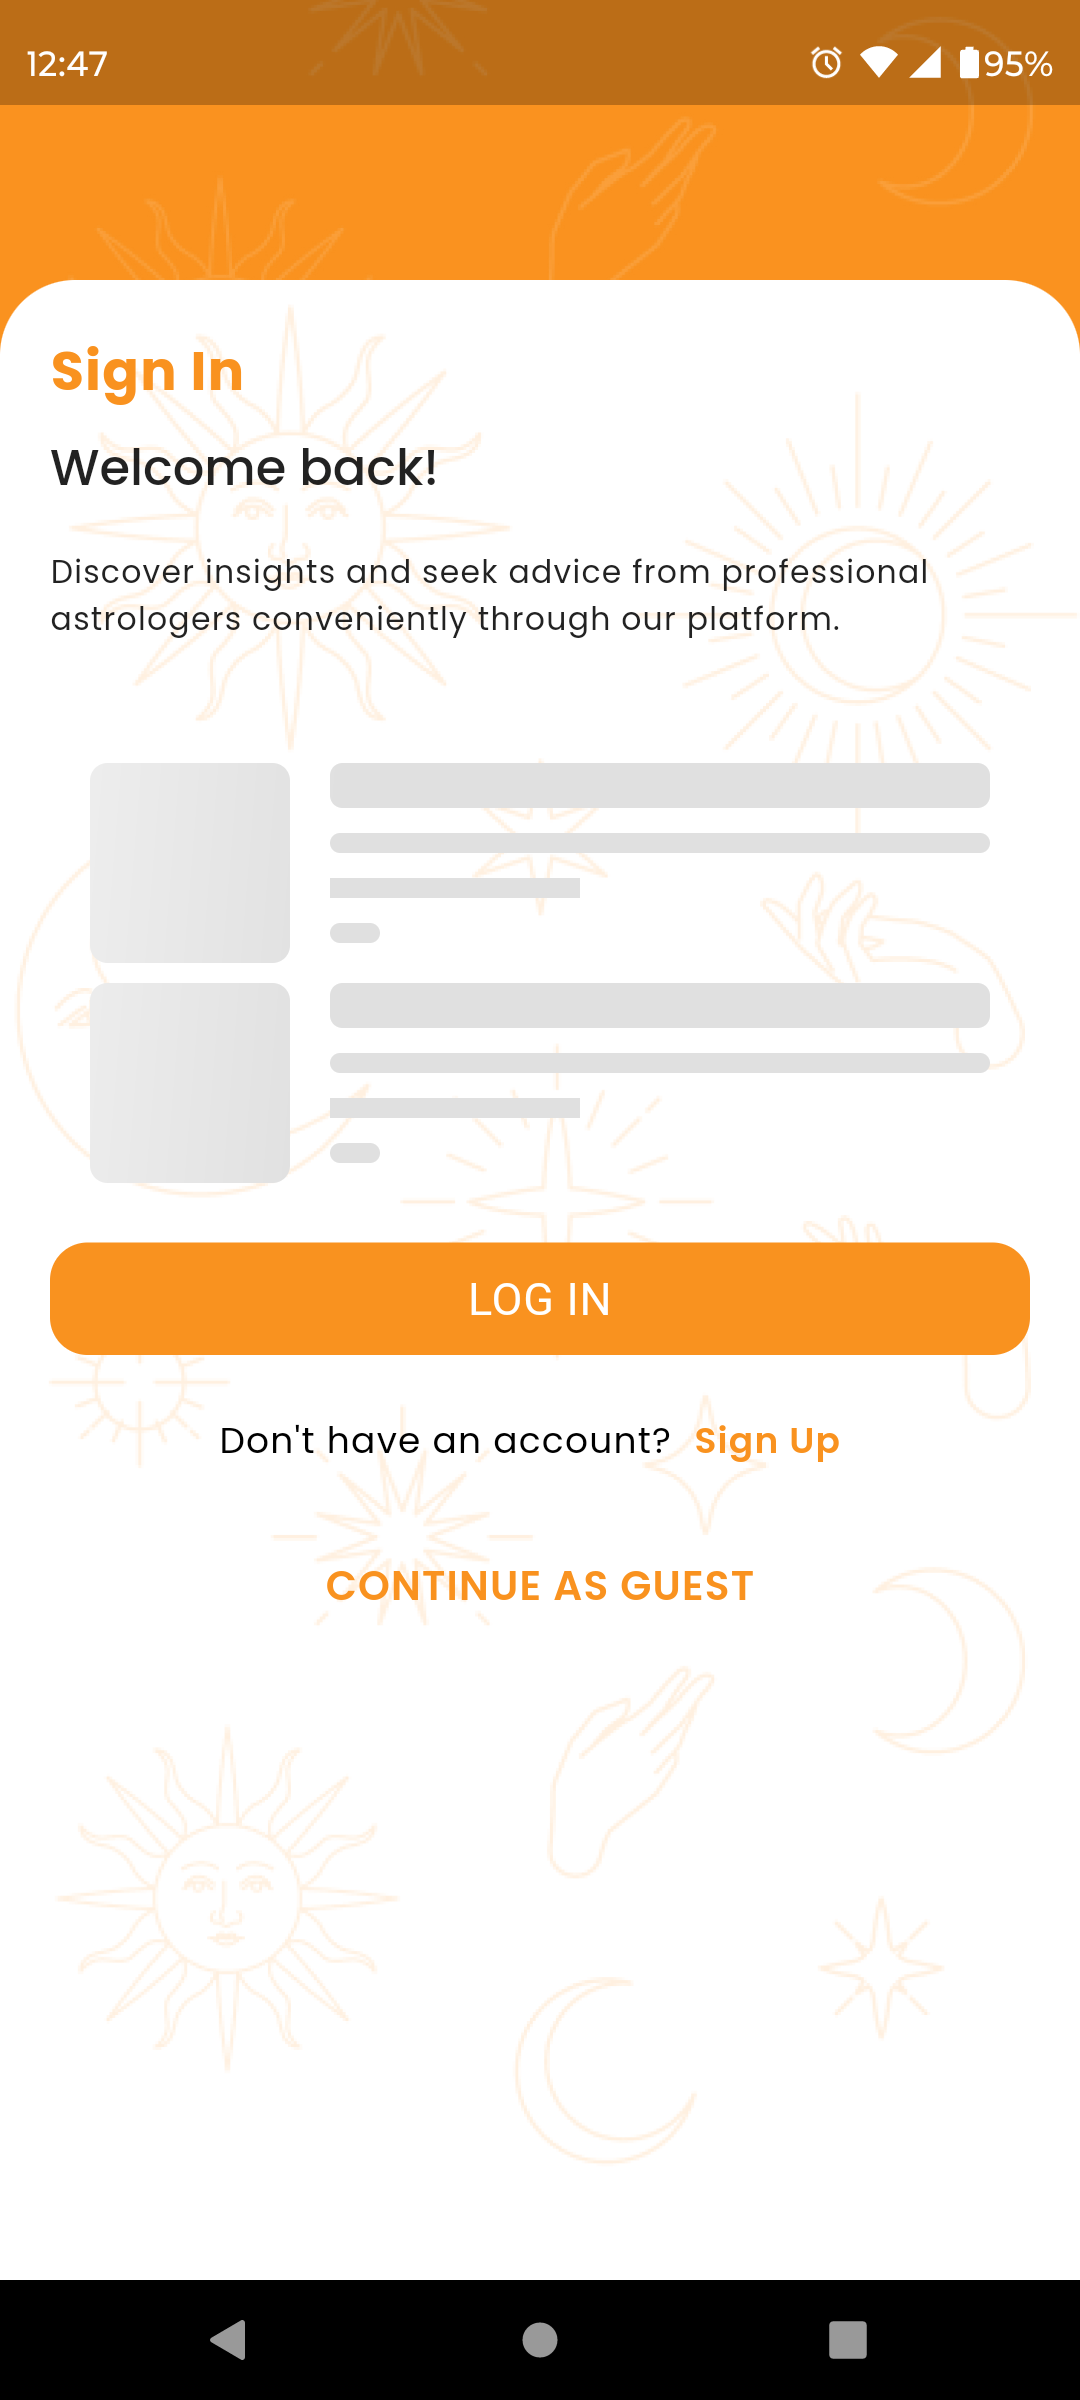 12:47
95%
Sign In
Welcome back!
Discover insights and seek advice from professional
astrologers conveniently through our platform.
LOG IN
Don't have an account? Sign Up
CONTINUE AS GUEST